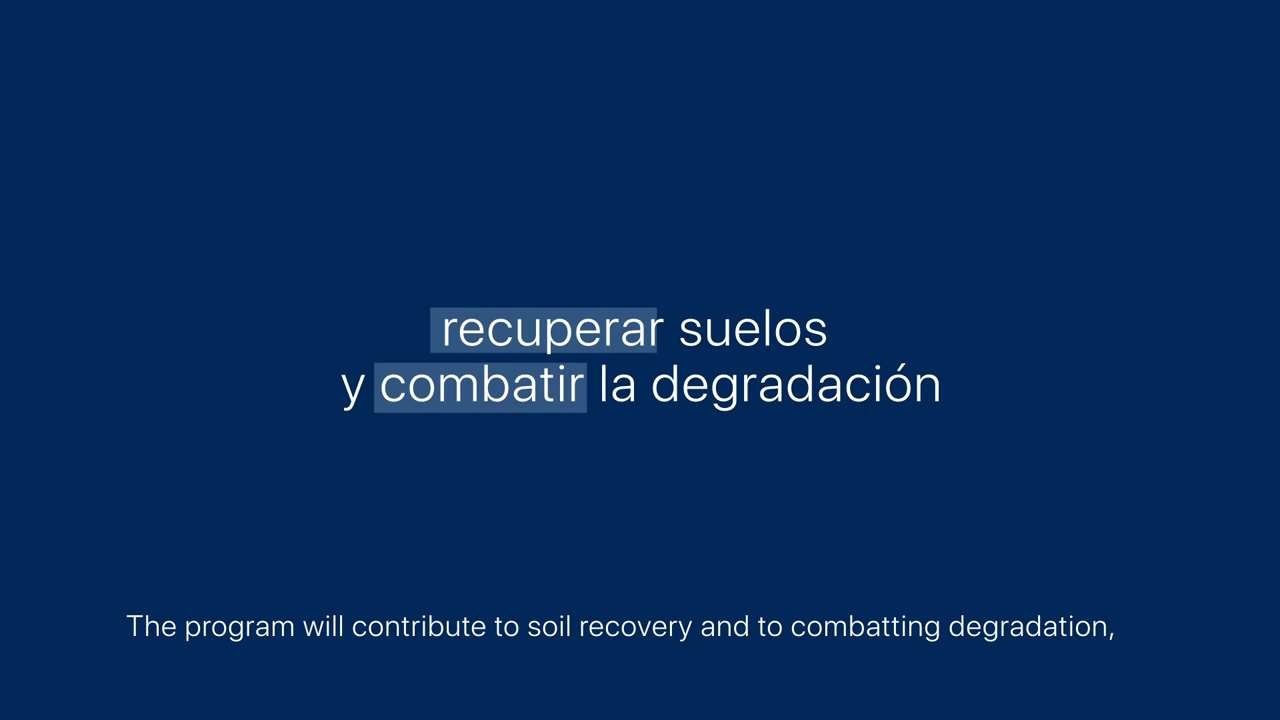 recuperar suelos
y combatir la degradación
The program will contribute to soil recovery and to combatting degradation,